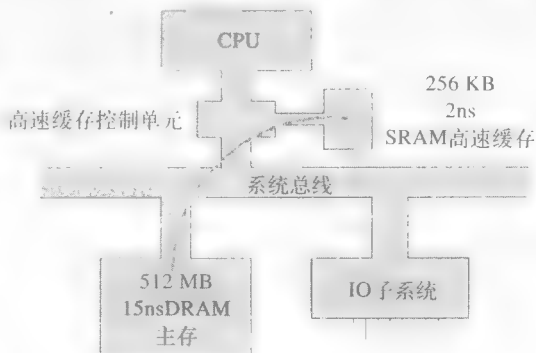 CPU
256 KB
2ns
SRAM高速缓存
高速缓存控制单元
系统总线
512 MB
15nsDRAM
主存
IO子系统